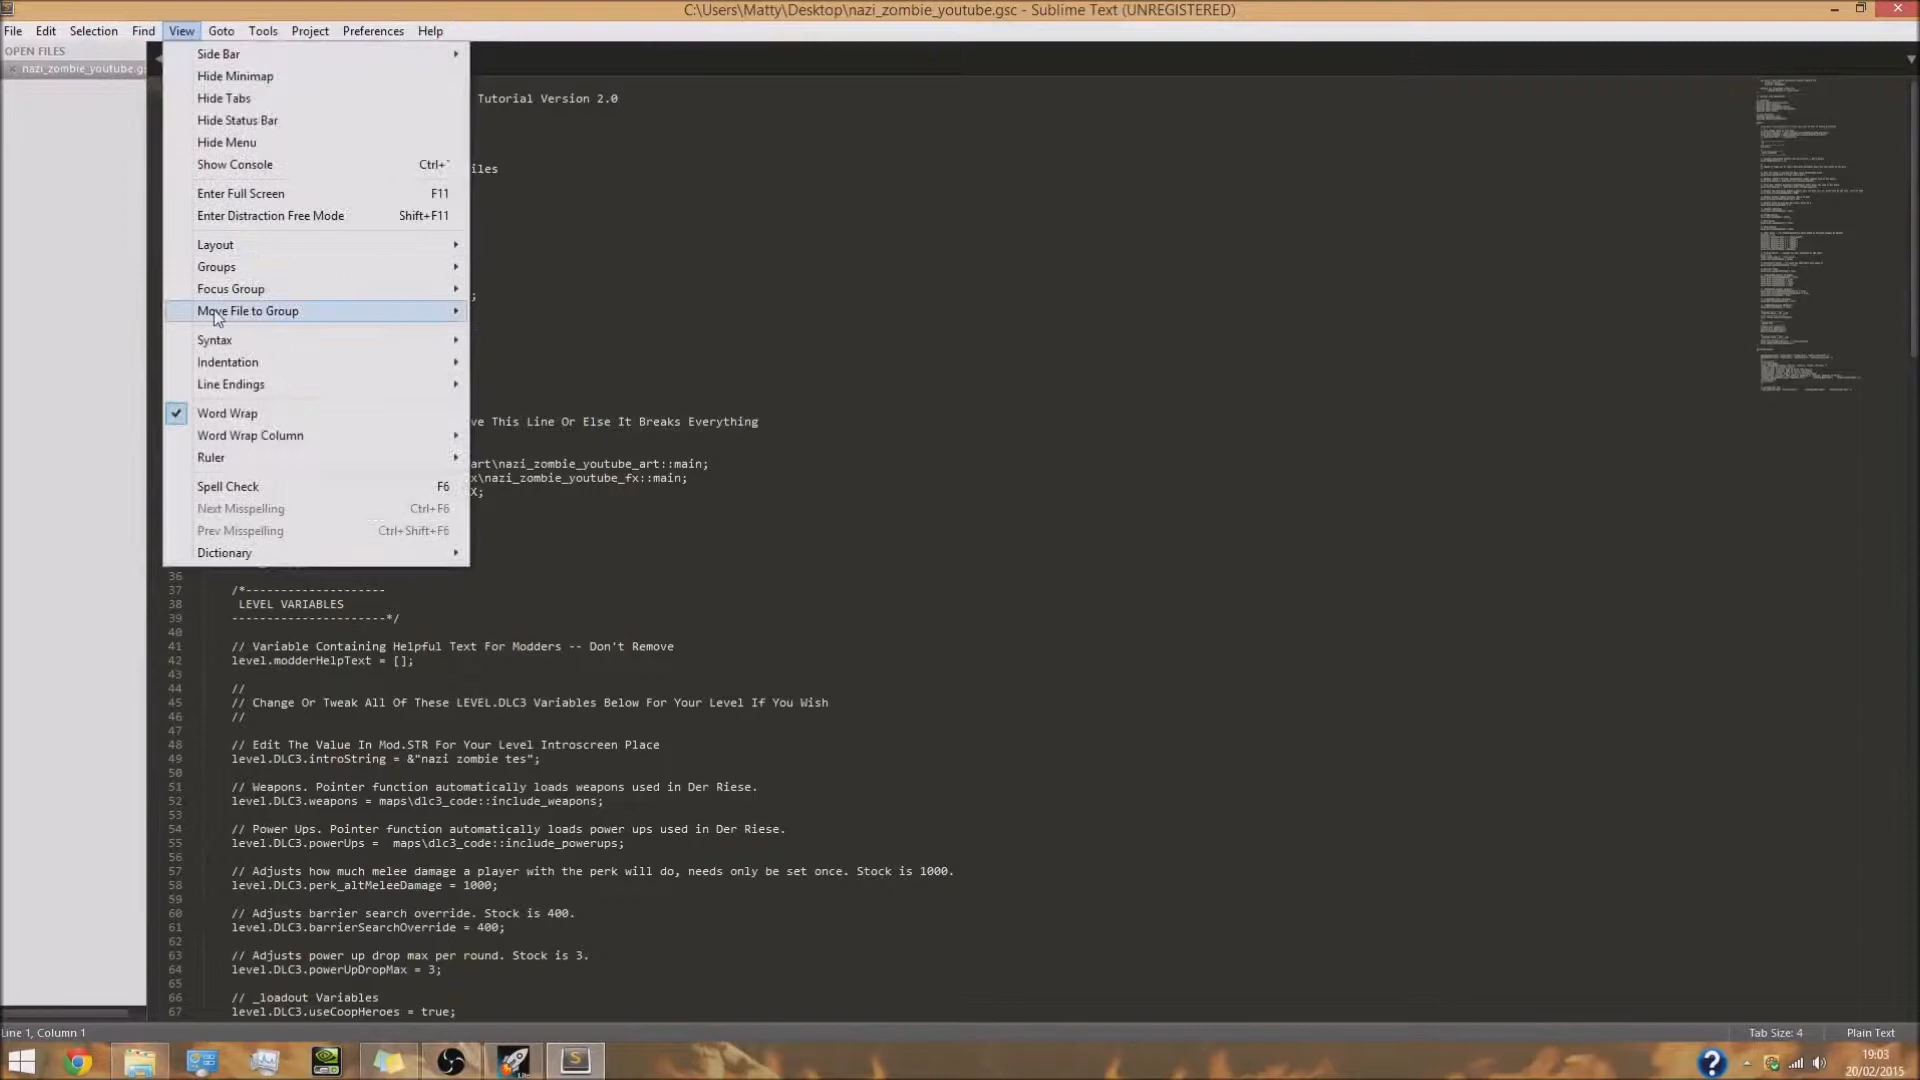 C:\Users\Matty\Desktop\nazi_zombie_youtube.gsc - Sublime Text (UNREGISTERED)
File Edit Selection Find View Goto Tools Project Preferences Help
OPEN FILES
nazi_zombie_youtube.g
Side Bar
Hide Minimap
Hide Tabs
Hide Status Bar
Hide Menu
Show Console Ctrl+`
Enter Full Screen F11
Enter Distraction Free Mode Shift+F11
Layout
Groups
Focus Group
Move File to Group
Syntax
Indentation
Line Endings
Word Wrap
Word Wrap Column
Ruler
Spell Check F6
Next Misspelling Ctrl+F6
Prev Misspelling Ctrl+Shift+F6
Dictionary
Tutorial Version 2.0
iles
;
ve This Line Or Else It Breaks Everything
art\nazi_zombie_youtube_art::main;
x\nazi_zombie_youtube_fx::main;
X;
36
37 /*--------------------
38 LEVEL VARIABLES
39 ----------------------*/
40
41 // Variable Containing Helpful Text For Modders -- Don't Remove
42 level.modderHelpText = [];
43
44 //
45 // Change Or Tweak All Of These LEVEL.DLC3 Variables Below For Your Level If You Wish
46 //
47
48 // Edit The Value In Mod.STR For Your Level Introscreen Place
49 level.DLC3.introString = &"nazi zombie tes";
50
51 // Weapons. Pointer function automatically loads weapons used in Der Riese.
52 level.DLC3.weapons = maps\dlc3_code::include_weapons;
53
54 // Power Ups. Pointer function automatically loads power ups used in Der Riese.
55 level.DLC3.powerUps =  maps\dlc3_code::include_powerups;
56
57 // Adjusts how much melee damage a player with the perk will do, needs only be set once. Stock is 1000.
58 level.DLC3.perk_altMeleeDamage = 1000;
59
60 // Adjusts barrier search override. Stock is 400.
61 level.DLC3.barrierSearchOverride = 400;
62
63 // Adjusts power up drop max per round. Stock is 3.
64 level.DLC3.powerUpDropMax = 3;
65
66 // _loadout Variables
67 level.DLC3.useCoopHeroes = true;
Line 1, Column 1 Tab Size: 4 Plain Text
19:03
20/02/2015